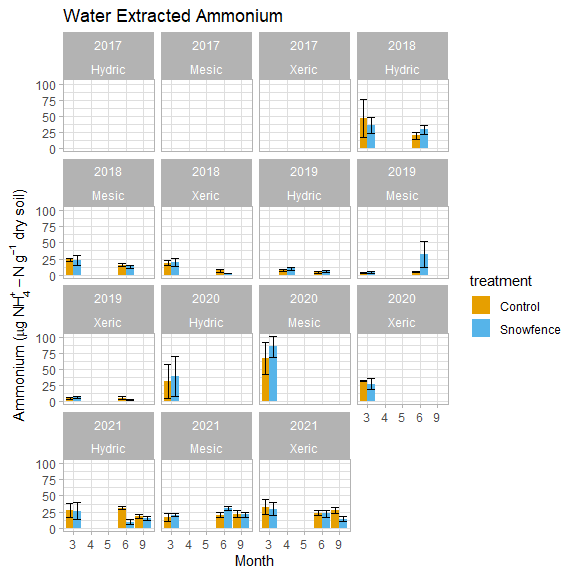 Water Extracted Ammonium
2017 2017 2017 2018
Hydric Mesic Xeric Hydric
100
75
50
25
0
2018 2018 2019 2019
Mesic Xeric Hydric Mesic
100
75
50
25
0
2019 2020 2020 2020
Xeric Hydric Mesic Xeric
100
75
50
25
0
3 4 5 6 9
2021 2021 2021
Hydric Mesic Xeric
100
75
50
25
0
3 4 5 6 9 3 4 5 6 9 3 4 5 6 9
Month
Ammonium (μg NH₄⁺ − N g⁻¹ dry soil)
treatment
Control
Snowfence